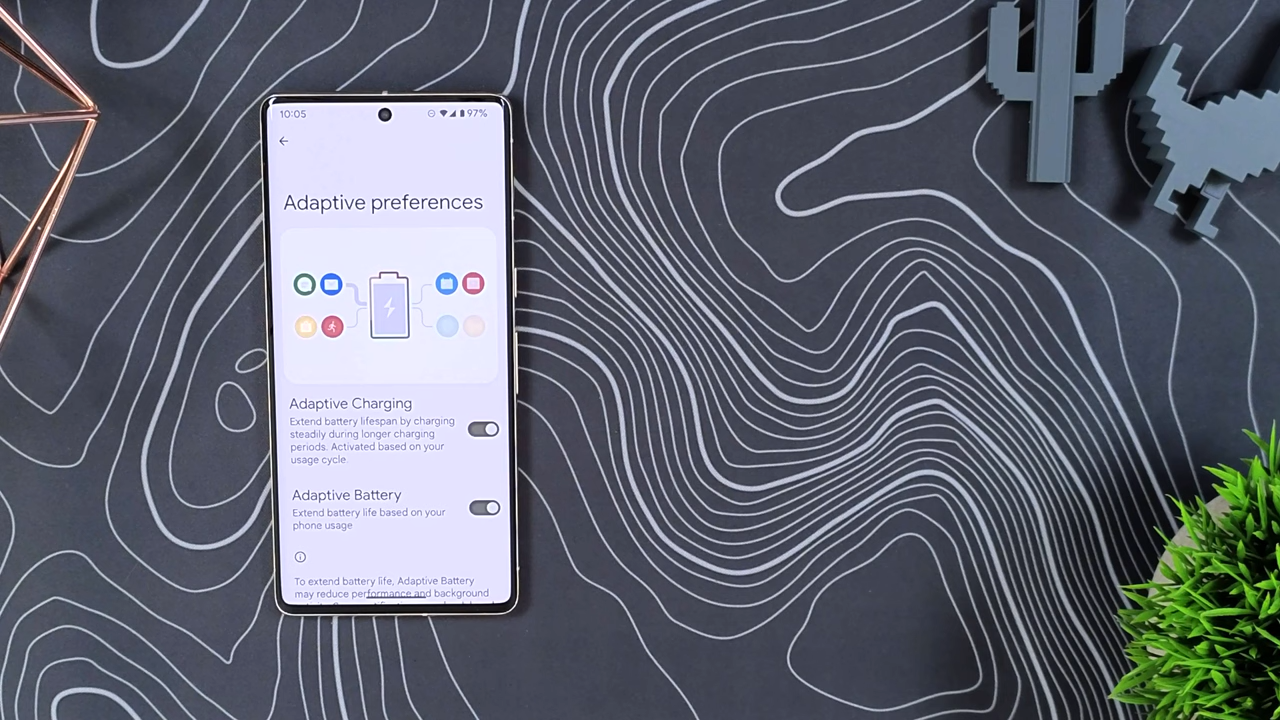 10:05
97%
Adaptive preferences
Adaptive Charging
Extend battery lifespan by charging
steadily during longer charging
periods. Activated based on your
usage cycle.
Adaptive Battery
Extend battery life based on your
phone usage
To extend battery life, Adaptive Battery
may reduce performance and background